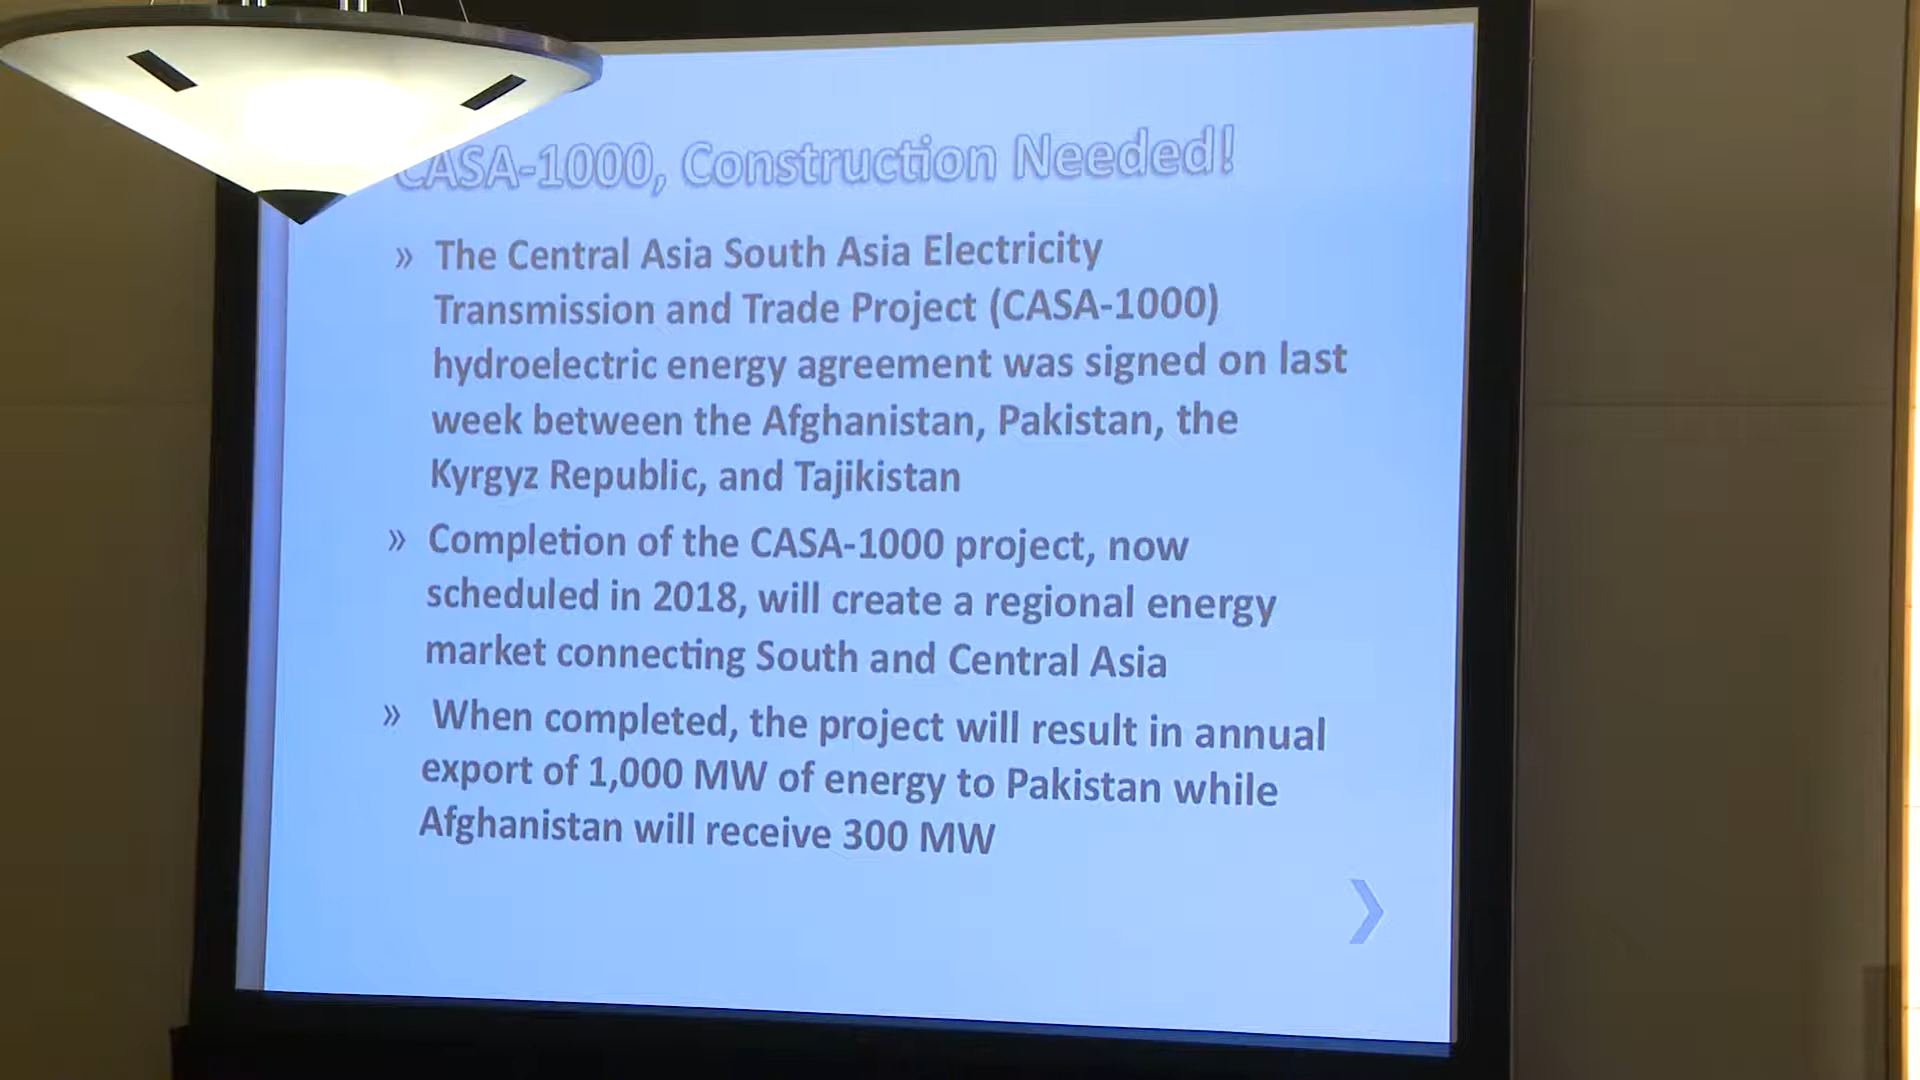 CASA-1000, Construction Needed!
» The Central Asia South Asia Electricity
Transmission and Trade Project (CASA-1000)
hydroelectric energy agreement was signed on last
week between the Afghanistan, Pakistan, the
Kyrgyz Republic, and Tajikistan
» Completion of the CASA-1000 project, now
scheduled in 2018, will create a regional energy
market connecting South and Central Asia
» When completed, the project will result in annual
export of 1,000 MW of energy to Pakistan while
Afghanistan will receive 300 MW